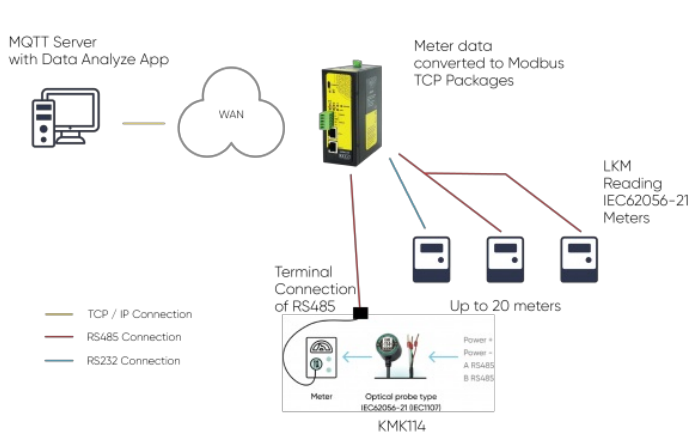 MQTT Server
with Data Analyze App
WAN
Meter data
converted to Modbus
TCP Packages
LKM
Reading
IEC62056-21
Meters
Terminal
Connection
of RS485
Up to 20 meters
TCP / IP Connection
RS485 Connection
RS232 Connection
Power +
Power -
A RS485
B RS485
Meter
Optical probe type
IEC62056-21 (IEC1107)
KMK114